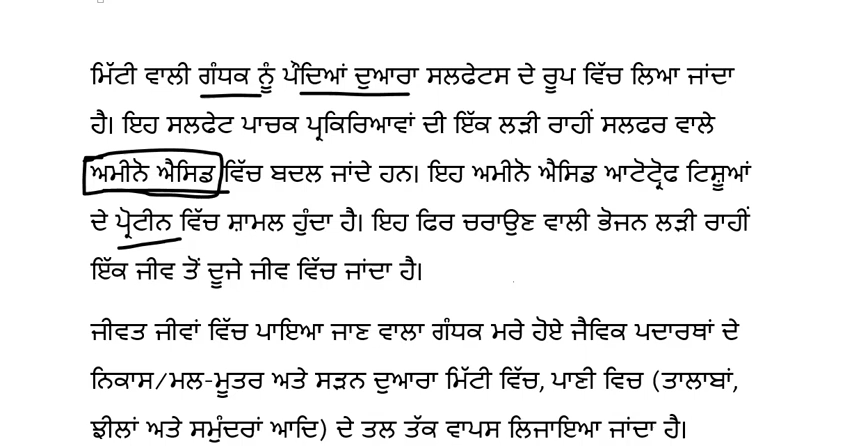 ਮਿੱਟੀ ਵਾਲੀ ਗੰਧਕ ਨੂੰ ਪੌਦਿਆਂ ਦੁਆਰਾ ਸਲਫੇਟਸ ਦੇ ਰੂਪ ਵਿੱਚ ਲਿਆ ਜਾਂਦਾ
ਹੈ। ਇਹ ਸਲਫੇਟ ਪਾਚਕ ਪ੍ਰਕਿਰਿਆਵਾਂ ਦੀ ਇੱਕ ਲੜੀ ਰਾਹੀਂ ਸਲਫਰ ਵਾਲੇ
ਅਮੀਨੋ ਐਸਿਡ ਵਿੱਚ ਬਦਲ ਜਾਂਦੇ ਹਨ। ਇਹ ਅਮੀਨੋ ਐਸਿਡ ਆਟੋਟ੍ਰੋਫ ਟਿਸ਼ੂਆਂ
ਦੇ ਪ੍ਰੋਟੀਨ ਵਿੱਚ ਸ਼ਾਮਲ ਹੁੰਦਾ ਹੈ। ਇਹ ਫਿਰ ਚਰਾਉਣ ਵਾਲੀ ਭੋਜਨ ਲੜੀ ਰਾਹੀਂ
ਇੱਕ ਜੀਵ ਤੋਂ ਦੂਜੇ ਜੀਵ ਵਿੱਚ ਜਾਂਦਾ ਹੈ।
ਜੀਵਤ ਜੀਵਾਂ ਵਿੱਚ ਪਾਇਆ ਜਾਣ ਵਾਲਾ ਗੰਧਕ ਮਰੇ ਹੋਏ ਜੈਵਿਕ ਪਦਾਰਥਾਂ ਦੇ
ਨਿਕਾਸ/ਮਲ-ਮੂਤਰ ਅਤੇ ਸੜਨ ਦੁਆਰਾ ਮਿੱਟੀ ਵਿੱਚ, ਪਾਣੀ ਵਿਚ (ਤਾਲਾਬਾਂ,
ਝੀਲਾਂ ਅਤੇ ਸਮੁੰਦਰਾਂ ਆਦਿ) ਦੇ ਤਲ ਤੱਕ ਵਾਪਸ ਲਿਜਾਇਆ ਜਾਂਦਾ ਹੈ।